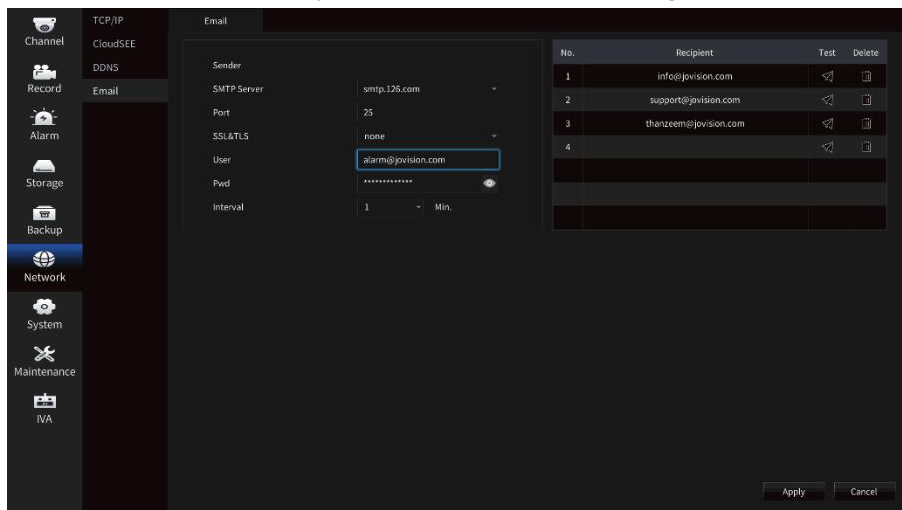 Channel
Record
Alarm
Storage
Backup
Network
System
Maintenance
IVA
TCP/IP
CloudSEE
DDNS
Email
Email
Sender
SMTP Server smtp.126.com
Port 25
SSL&TLS none
User alarm@jovision.com
Pwd *************
Interval 1 Min.
No. Recipient Test Delete
1 info@jovision.com
2 support@jovision.com
3 thanzeem@jovision.com
4
Apply Cancel